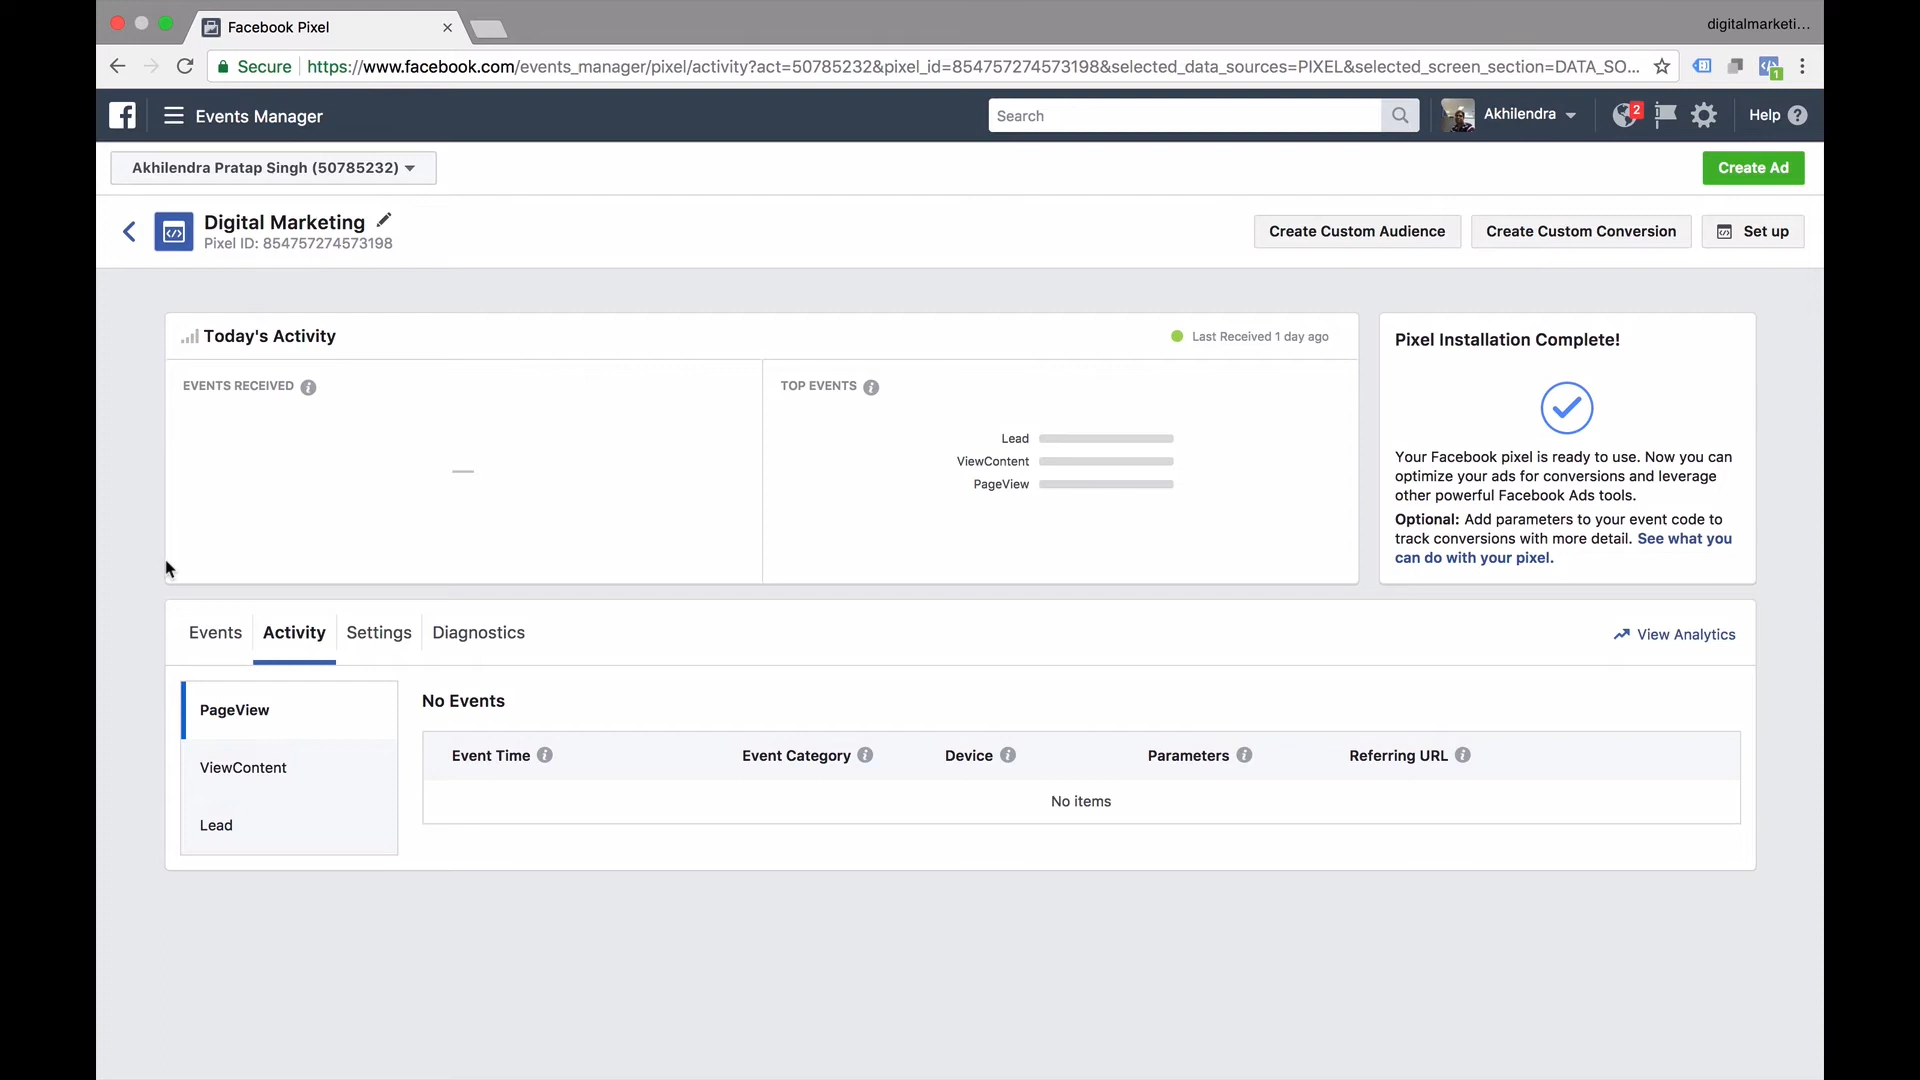 Facebook Pixel
digitalmarketi...
Secure
https://www.facebook.com/events_manager/pixel/activity?act=50785232&pixel_id=854757274573198&selected_data_sources=PIXEL&selected_screen_section=DATA_SO...
1
Events Manager
Search
Akhilendra
2
Help
Akhilendra Pratap Singh (50785232)
Create Ad
Digital Marketing
Pixel ID: 854757274573198
Create Custom Audience
Create Custom Conversion
Set up
Today's Activity
Last Received 1 day ago
EVENTS RECEIVED
TOP EVENTS
Lead
ViewContent
PageView
Pixel Installation Complete!
Your Facebook pixel is ready to use. Now you can
optimize your ads for conversions and leverage
other powerful Facebook Ads tools.
Optional: Add parameters to your event code to
track conversions with more detail. See what you
can do with your pixel.
Events
Activity
Settings
Diagnostics
View Analytics
PageView
ViewContent
Lead
No Events
Event Time
Event Category
Device
Parameters
Referring URL
No items